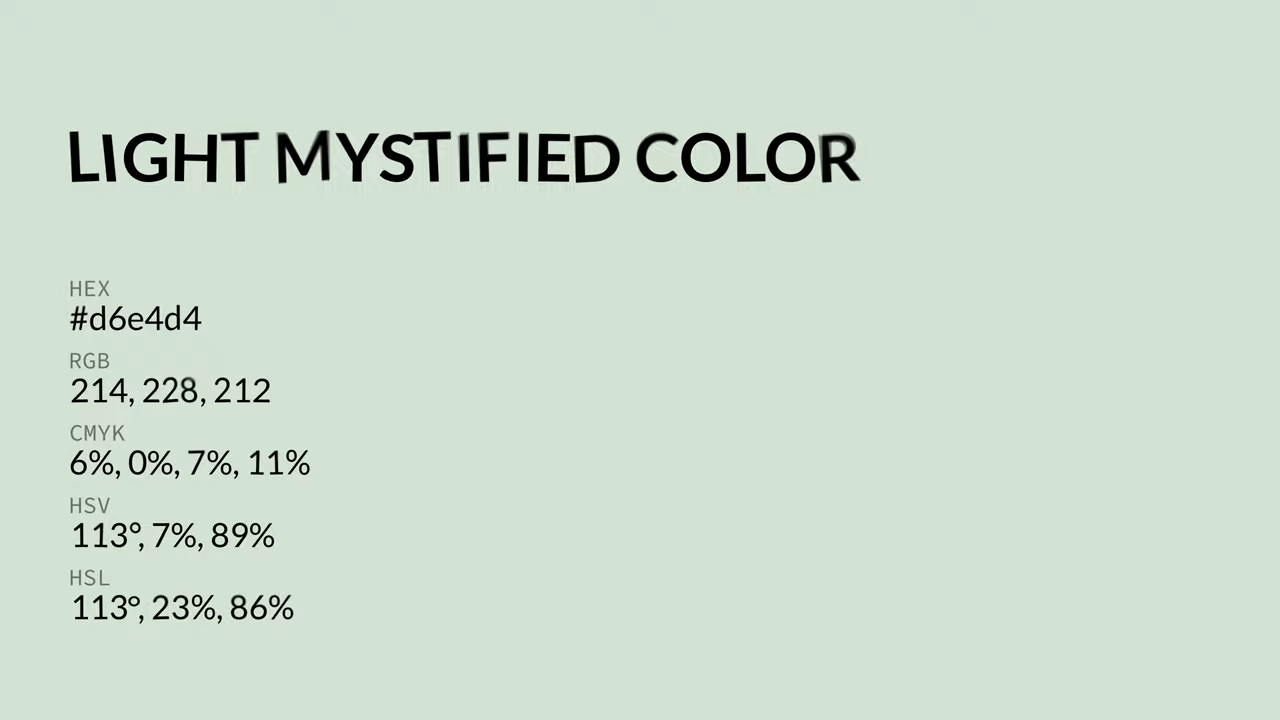 LIGHT MYSTIFIED COLOR
HEX
#d6e4d4
RGB
214, 228, 212
CMYK
6%, 0%, 7%, 11%
HSV
113°, 7%, 89%
HSL
113°, 23%, 86%